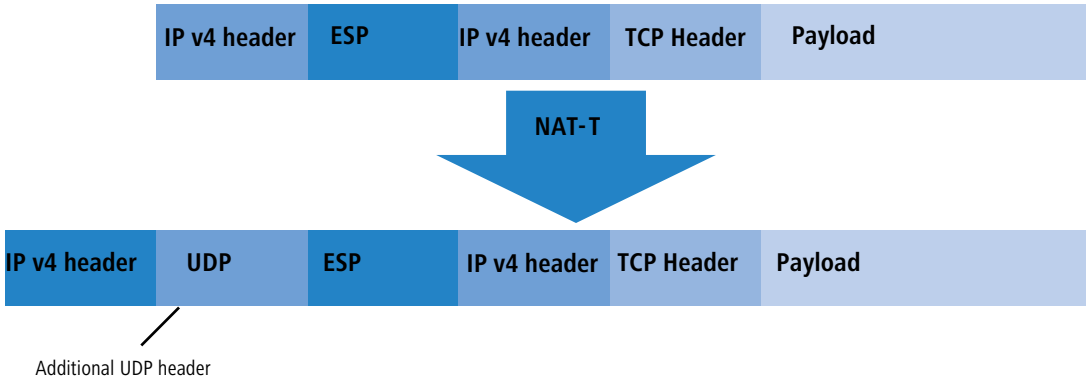 IP v4 header ESP IP v4 header TCP Header Payload
NAT-T
IP v4 header UDP ESP IP v4 header TCP Header Payload
Additional UDP header